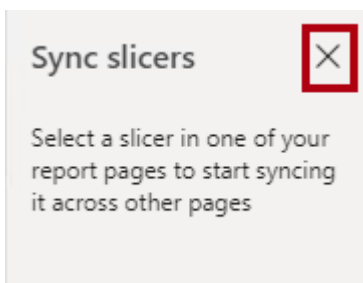 Sync slicers
Select a slicer in one of your
report pages to start syncing
it across other pages